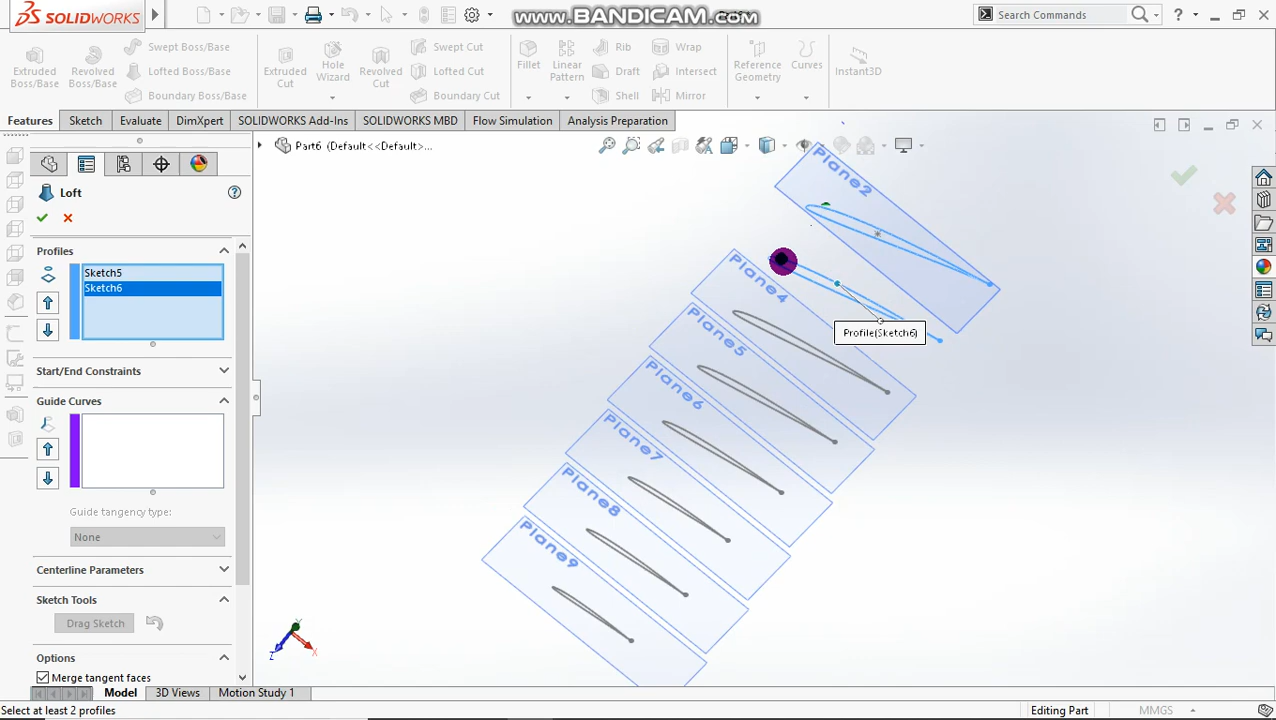 SOLIDWORKS
www.BANDICAM.com
Search Commands
Extruded Boss/Base
Revolved Boss/Base
Swept Boss/Base
Lofted Boss/Base
Boundary Boss/Base
Extruded Cut
Hole Wizard
Revolved Cut
Swept Cut
Lofted Cut
Boundary Cut
Fillet
Linear Pattern
Rib
Draft
Shell
Wrap
Intersect
Mirror
Reference Geometry
Curves
Instant3D
Features
Sketch
Evaluate
DimXpert
SOLIDWORKS Add-Ins
SOLIDWORKS MBD
Flow Simulation
Analysis Preparation
Part6 (Default<<Default>...
Loft
Profiles
Sketch5
Sketch6
Start/End Constraints
Guide Curves
Guide tangency type:
None
Centerline Parameters
Sketch Tools
Drag Sketch
Options
Merge tangent faces
Plane2
Plane4
Profile(Sketch6)
Plane5
Plane6
Plane7
Plane8
Plane9
Y
X
Z
Model
3D Views
Motion Study 1
Select at least 2 profiles
Editing Part
MMGS